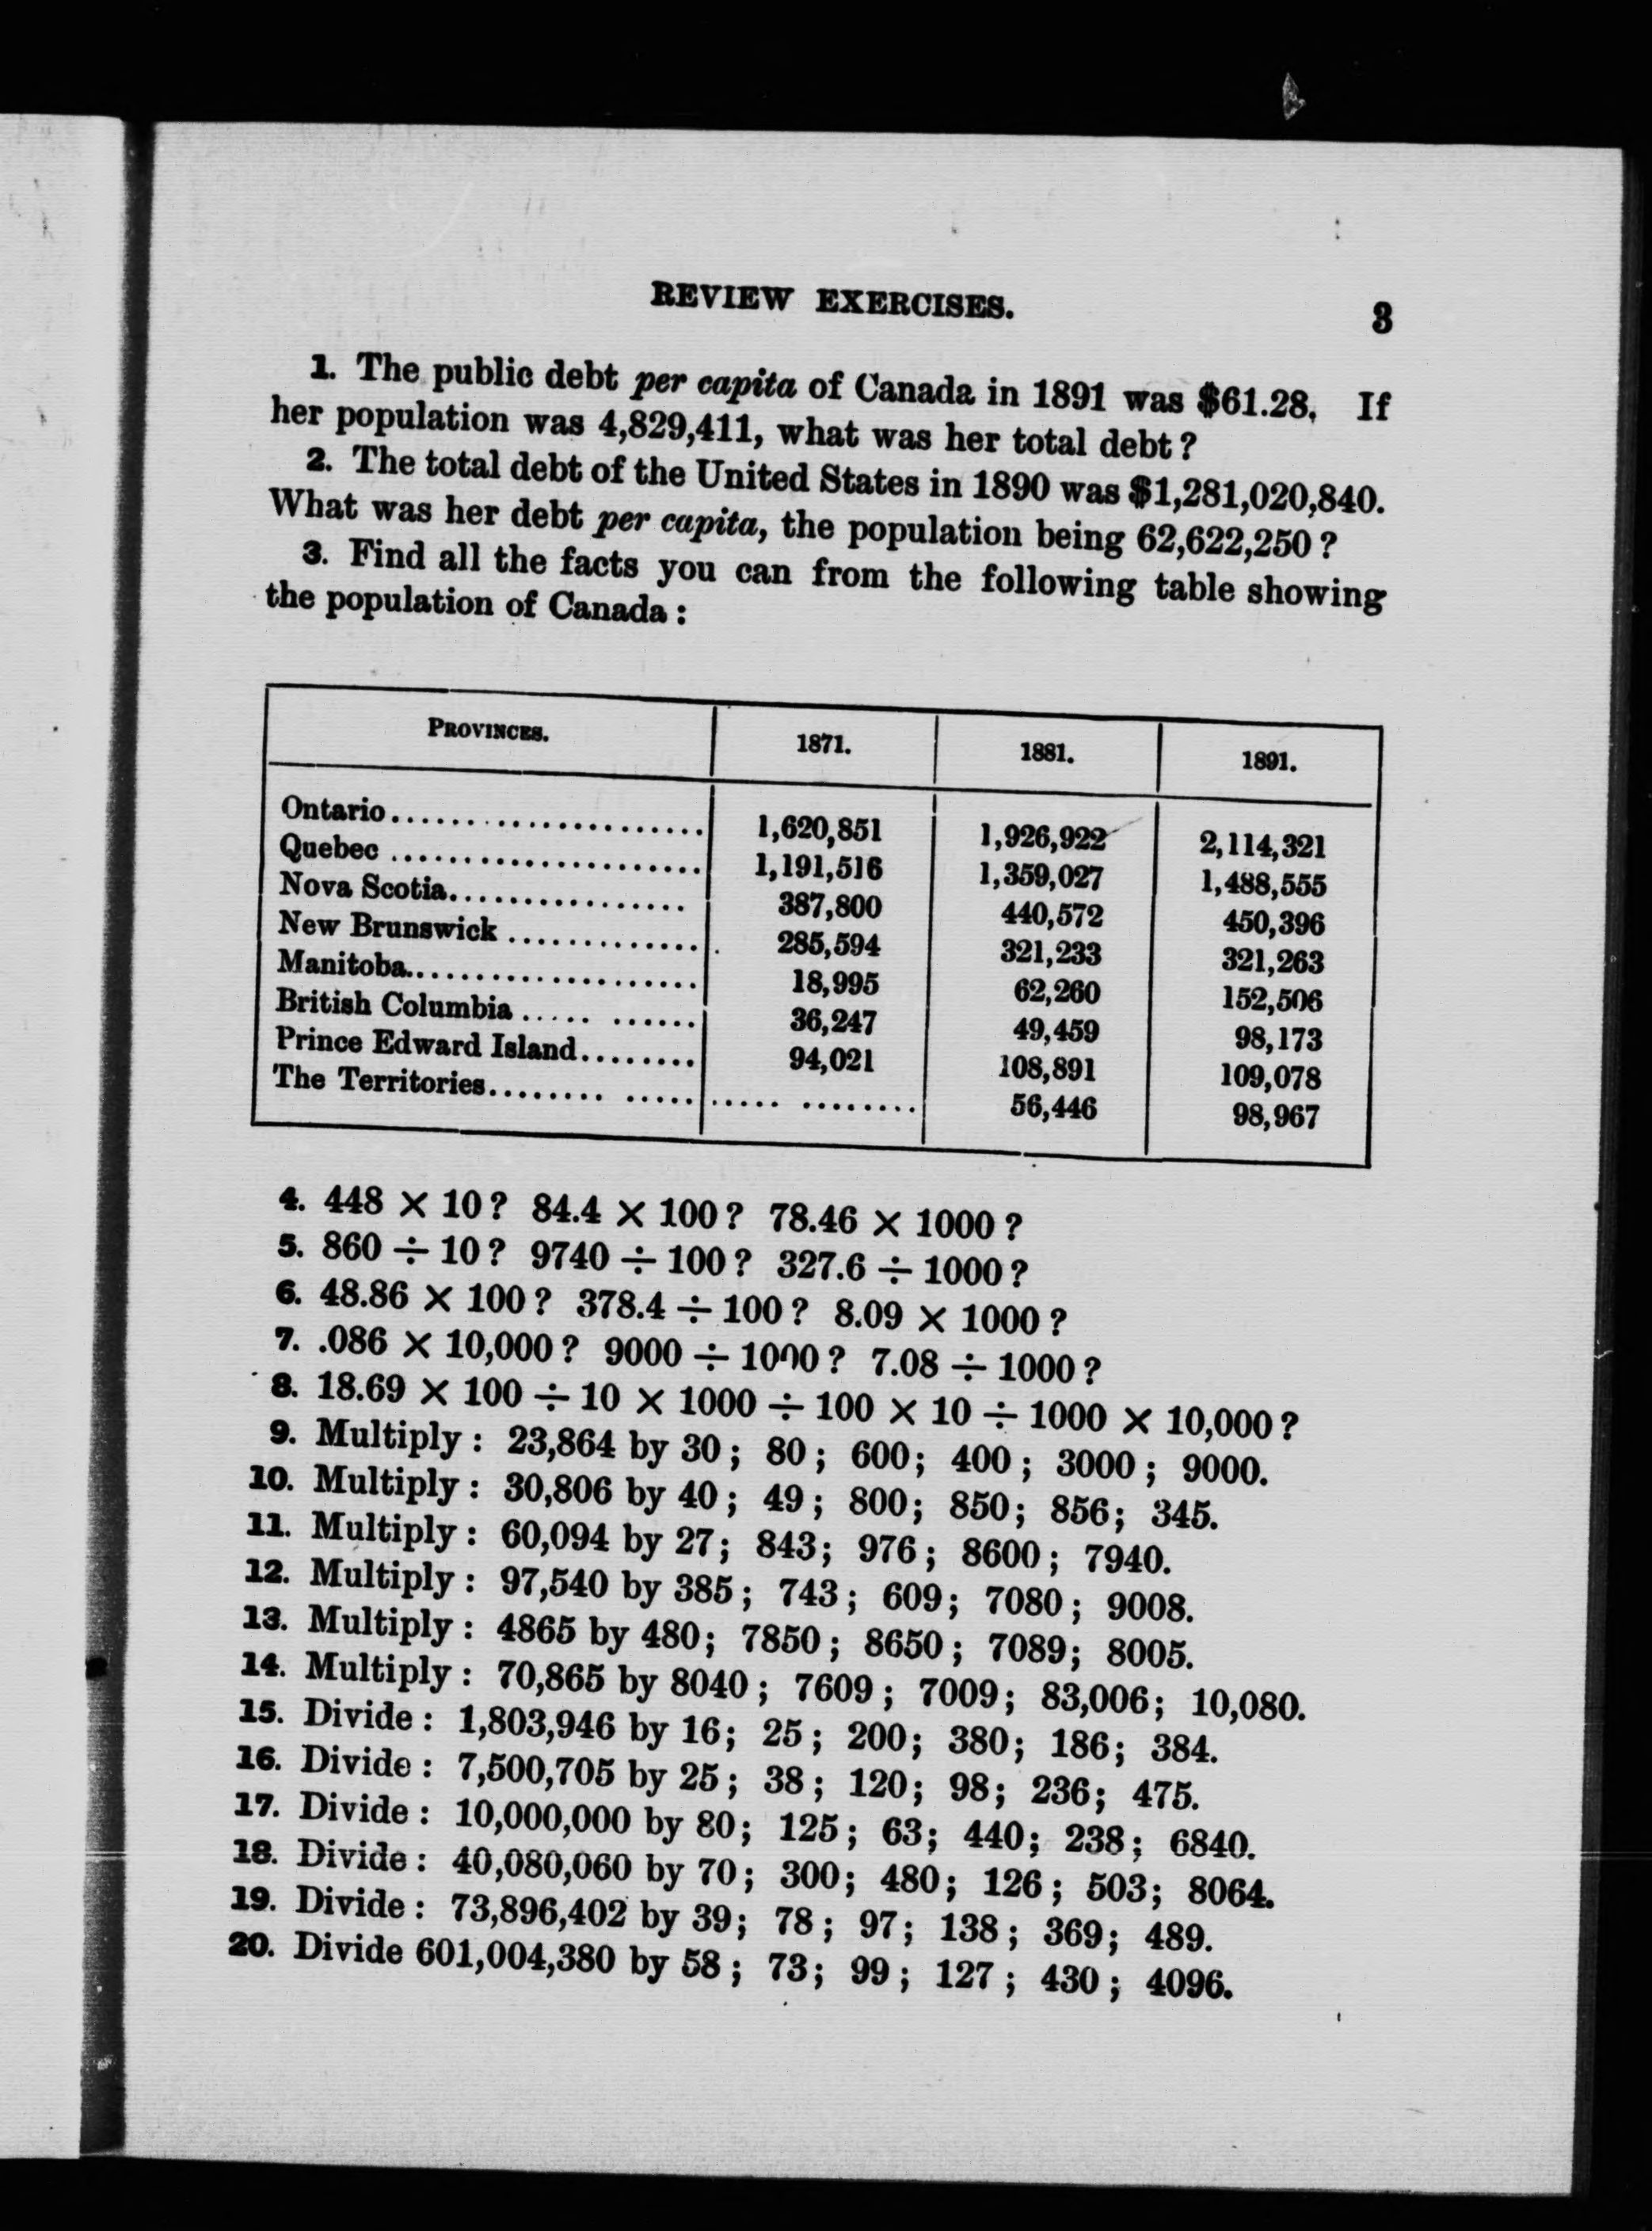 REVIEW EXERCISES.
3
1. The public debt per capita of Canada in 1891 was $61.28. If
her population was 4,829,411, what was her total debt?
2. The total debt of the United States in 1890 was $1,281,020,840.
What was her debt per capita, the population being 62,622,250?
3. Find all the facts you can from the following table showing
the population of Canada:
PROVINCES. 1871. 1881. 1891.
Ontario...................... 1,620,851 1,926,922 2,114,321
Quebec ...................... 1,191,516 1,359,027 1,488,555
Nova Scotia................. 387,800 440,572 450,396
New Brunswick .............. 285,594 321,233 321,263
Manitoba.................... 18,995 62,260 152,506
British Columbia ..... ...... 36,247 49,459 98,173
Prince Edward Island........ 94,021 108,891 109,078
The Territories........ ..... ..... ........ 56,446 98,967
4. 448 × 10? 84.4 × 100? 78.46 × 1000?
5. 860 ÷ 10? 9740 ÷ 100? 327.6 ÷ 1000?
6. 48.86 × 100? 378.4 ÷ 100? 8.09 × 1000?
7. .086 × 10,000? 9000 ÷ 1000? 7.08 ÷ 1000?
8. 18.69 × 100 ÷ 10 × 1000 ÷ 100 × 10 ÷ 1000 × 10,000?
9. Multiply: 23,864 by 30; 80; 600; 400; 3000; 9000.
10. Multiply: 30,806 by 40; 49; 800; 850; 856; 345.
11. Multiply: 60,094 by 27; 843; 976; 8600; 7940.
12. Multiply: 97,540 by 385; 743; 609; 7080; 9008.
13. Multiply: 4865 by 480; 7850; 8650; 7089; 8005.
14. Multiply: 70,865 by 8040; 7609; 7009; 83,006; 10,080.
15. Divide: 1,803,946 by 16; 25; 200; 380; 186; 384.
16. Divide: 7,500,705 by 25; 38; 120; 98; 236; 475.
17. Divide: 10,000,000 by 80; 125; 63; 440; 238; 6840.
18. Divide: 40,080,060 by 70; 300; 480; 126; 503; 8064.
19. Divide: 73,896,402 by 39; 78; 97; 138; 369; 489.
20. Divide 601,004,380 by 58; 73; 99; 127; 430; 4096.